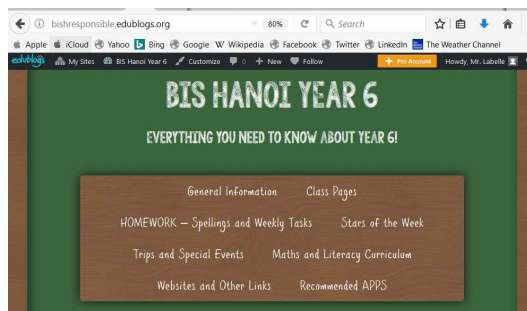 bishresponsible.edublogs.org 80% Search
Apple iCloud Yahoo Bing Google W Wikipedia Facebook Twitter LinkedIn The Weather Channel
edublogs My Sites BIS Hanoi Year 6 Customize 0 New Follow Pro Account Howdy, Mr. Labelle
BIS HANOI YEAR 6
EVERYTHING YOU NEED TO KNOW ABOUT YEAR 6!
General Information Class Pages
HOMEWORK – Spellings and Weekly Tasks Stars of the Week
Trips and Special Events Maths and Literacy Curriculum
Websites and Other Links Recommended APPS